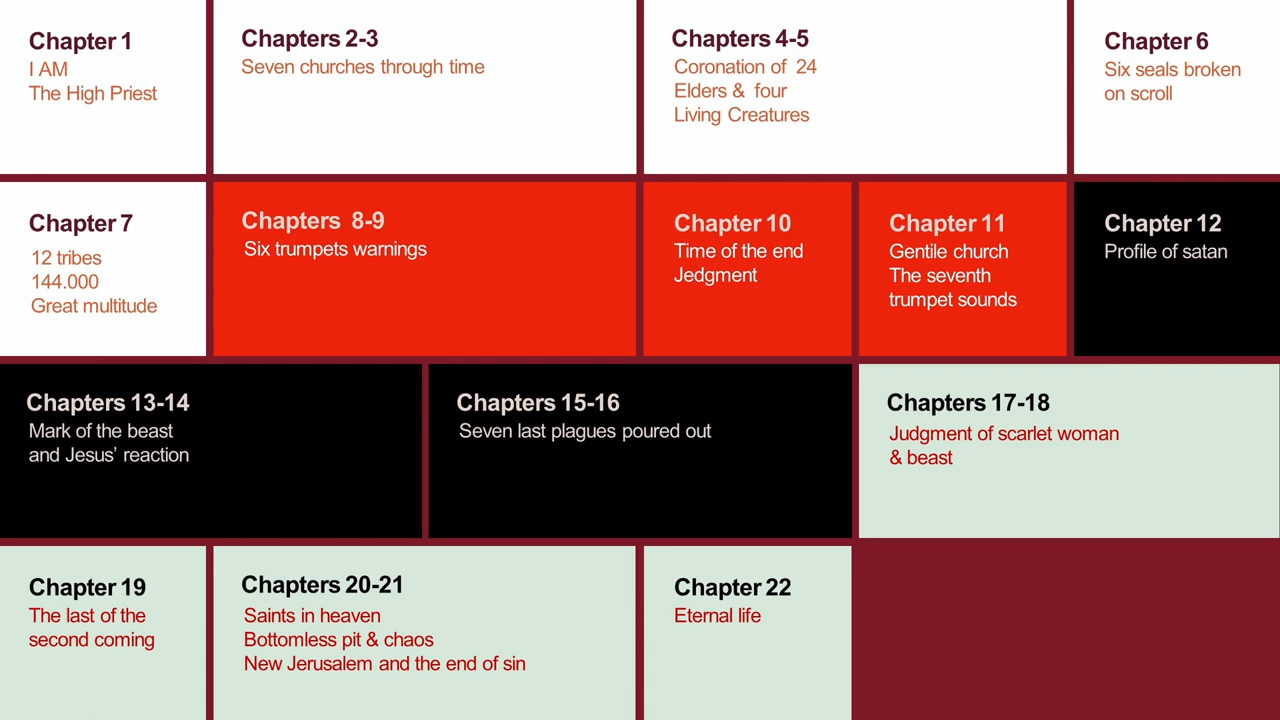 Chapter 1
I AM
The High Priest
Chapters 2-3
Seven churches through time
Chapters 4-5
Coronation of 24
Elders & four
Living Creatures
Chapter 6
Six seals broken
on scroll
Chapter 7
12 tribes
144.000
Great multitude
Chapters 8-9
Six trumpets warnings
Chapter 10
Time of the end
Jedgment
Chapter 11
Gentile church
The seventh
trumpet sounds
Chapter 12
Profile of satan
Chapters 13-14
Mark of the beast
and Jesus’ reaction
Chapters 15-16
Seven last plagues poured out
Chapters 17-18
Judgment of scarlet woman
& beast
Chapter 19
The last of the
second coming
Chapters 20-21
Saints in heaven
Bottomless pit & chaos
New Jerusalem and the end of sin
Chapter 22
Eternal life